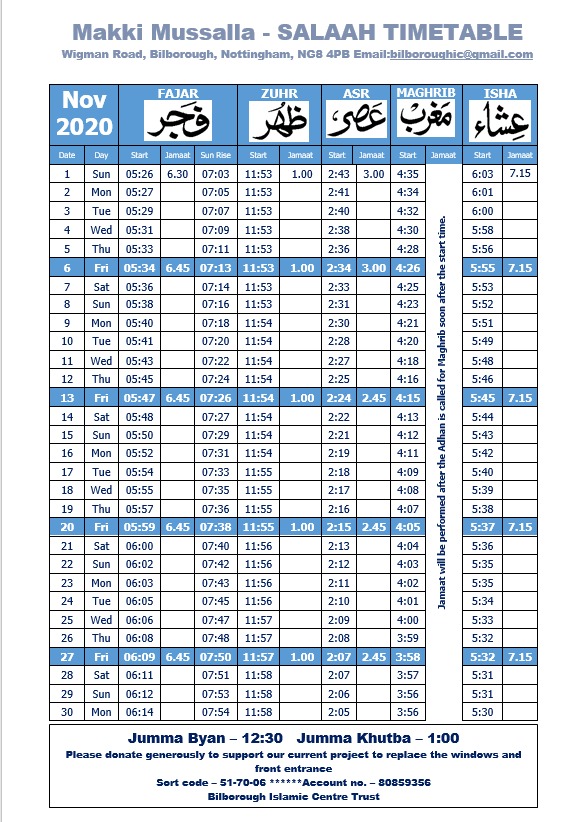 Makki Mussalla - SALAAH TIMETABLE
Wigman Road, Bilborough, Nottingham, NG8 4PB Email:bilboroughic@gmail.com
Nov 2020 FAJAR ZUHR ASR MAGHRIB ISHA
فَجَر ظُهْر عَصَر مَغْرِبْ عِشَاء
Date Day Start Jamaat Sun Rise Start Jamaat Start Jamaat Start Jamaat Start Jamaat
1 Sun 05:26 6.30 07:03 11:53 1.00 2:43 3.00 4:35 6:03 7.15
2 Mon 05:27 07:05 11:53 2:41 4:34 6:01
3 Tue 05:29 07:07 11:53 2:40 4:32 6:00
4 Wed 05:31 07:09 11:53 2:38 4:30 5:58
5 Thu 05:33 07:11 11:53 2:36 4:28 5:56
6 Fri 05:34 6.45 07:13 11:53 1.00 2:34 3.00 4:26 5:55 7.15
7 Sat 05:36 07:14 11:53 2:33 4:25 5:53
8 Sun 05:38 07:16 11:53 2:31 4:23 5:52
9 Mon 05:40 07:18 11:54 2:30 4:21 5:51
10 Tue 05:41 07:20 11:54 2:28 4:20 5:49
11 Wed 05:43 07:22 11:54 2:27 4:18 5:48
12 Thu 05:45 07:24 11:54 2:25 4:16 5:46
13 Fri 05:47 6.45 07:26 11:54 1.00 2:24 2.45 4:15 5:45 7.15
14 Sat 05:48 07:27 11:54 2:22 4:13 5:44
15 Sun 05:50 07:29 11:54 2:21 4:12 5:43
16 Mon 05:52 07:31 11:54 2:19 4:11 5:42
17 Tue 05:54 07:33 11:55 2:18 4:09 5:40
18 Wed 05:55 07:35 11:55 2:17 4:08 5:39
19 Thu 05:57 07:36 11:55 2:16 4:07 5:38
20 Fri 05:59 6.45 07:38 11:55 1.00 2:15 2.45 4:05 5:37 7.15
21 Sat 06:00 07:40 11:56 2:13 4:04 5:36
22 Sun 06:02 07:42 11:56 2:12 4:03 5:35
23 Mon 06:03 07:43 11:56 2:11 4:02 5:35
24 Tue 06:05 07:45 11:56 2:10 4:01 5:34
25 Wed 06:06 07:47 11:57 2:09 4:00 5:33
26 Thu 06:08 07:48 11:57 2:08 3:59 5:32
27 Fri 06:09 6.45 07:50 11:57 1.00 2:07 2.45 3:58 5:32 7.15
28 Sat 06:11 07:51 11:58 2:07 3:57 5:31
29 Sun 06:12 07:53 11:58 2:06 3:56 5:31
30 Mon 06:14 07:54 11:58 2:05 3:56 5:30
Jamaat will be performed after the Adhan is called for Maghrib soon after the start time.
Jumma Byan – 12:30 Jumma Khutba – 1:00
Please donate generously to support our current project to replace the windows and
front entrance
Sort code – 51-70-06 ******Account no. – 80859356
Bilborough Islamic Centre Trust